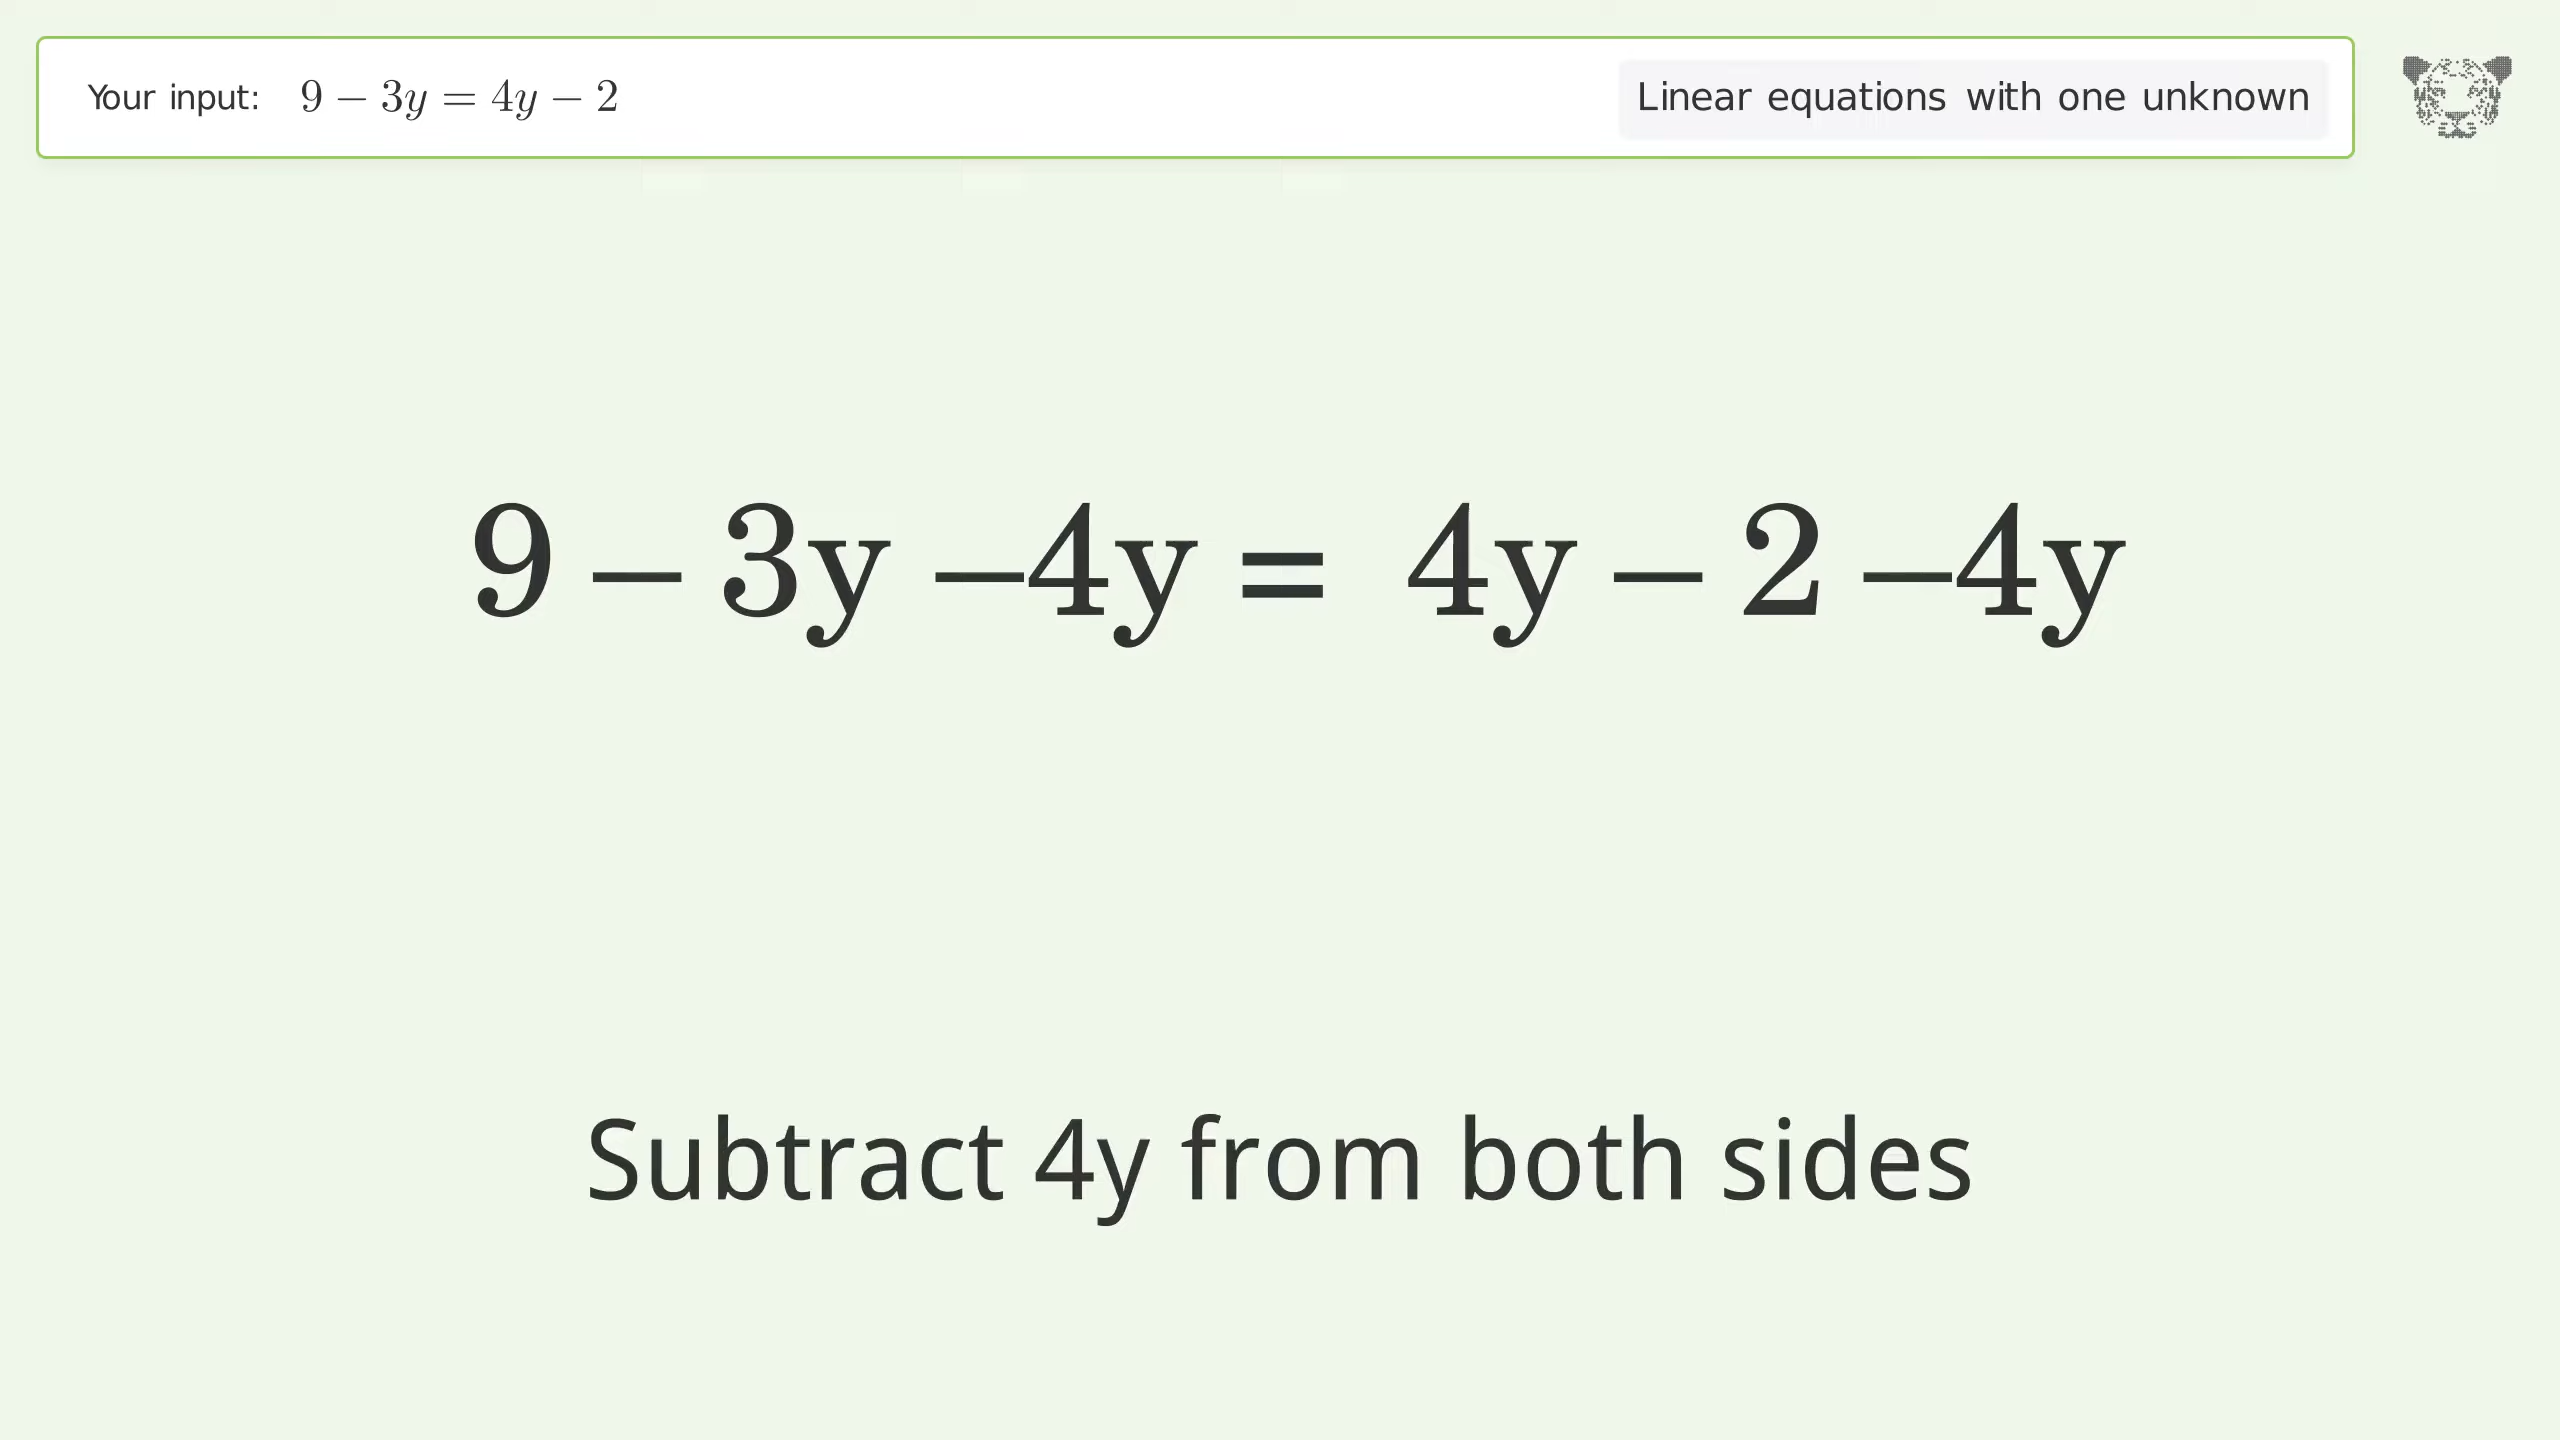 Your input: 9 − 3y = 4y − 2
Linear equations with one unknown
9 − 3y −4y = 4y − 2 −4y
Subtract 4y from both sides